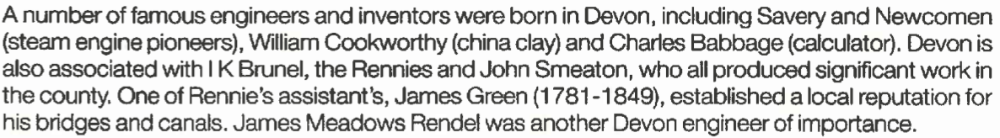 A number of famous engineers and inventors were born in Devon, including Savery and Newcomen
(steam engine pioneers), William Cookworthy (china clay) and Charles Babbage (calculator). Devon is
also associated with I K Brunel, the Rennies and John Smeaton, who all produced significant work in
the county. One of Rennie's assistant's, James Green (1781-1849), established a local reputation for
his bridges and canals. James Meadows Rendel was another Devon engineer of importance.